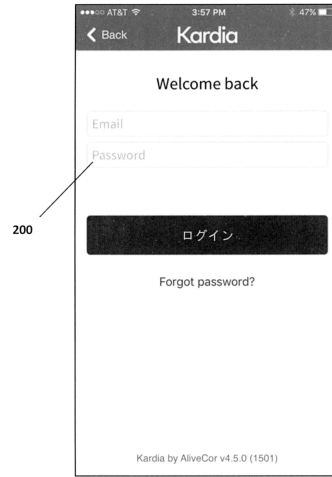 ●●●○○ AT&T 3:57 PM 47%
Back Kardia
Welcome back
Email
Password
200
ログイン
Forgot password?
Kardia by AliveCor v4.5.0 (1501)